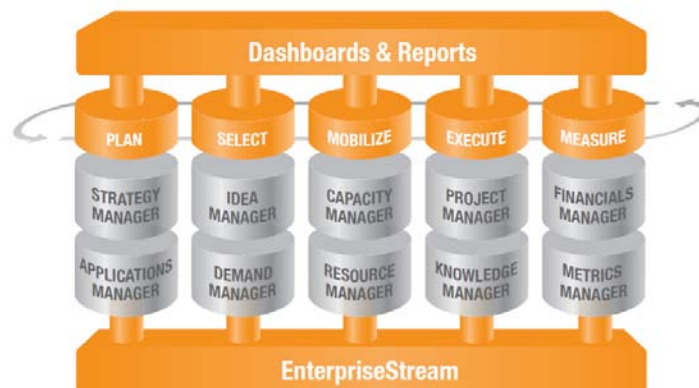 Dashboards & Reports
PLAN
SELECT
MOBILIZE
EXECUTE
MEASURE
STRATEGY
MANAGER
IDEA
MANAGER
CAPACITY
MANAGER
PROJECT
MANAGER
FINANCIALS
MANAGER
APPLICATIONS
MANAGER
DEMAND
MANAGER
RESOURCE
MANAGER
KNOWLEDGE
MANAGER
METRICS
MANAGER
EnterpriseStream